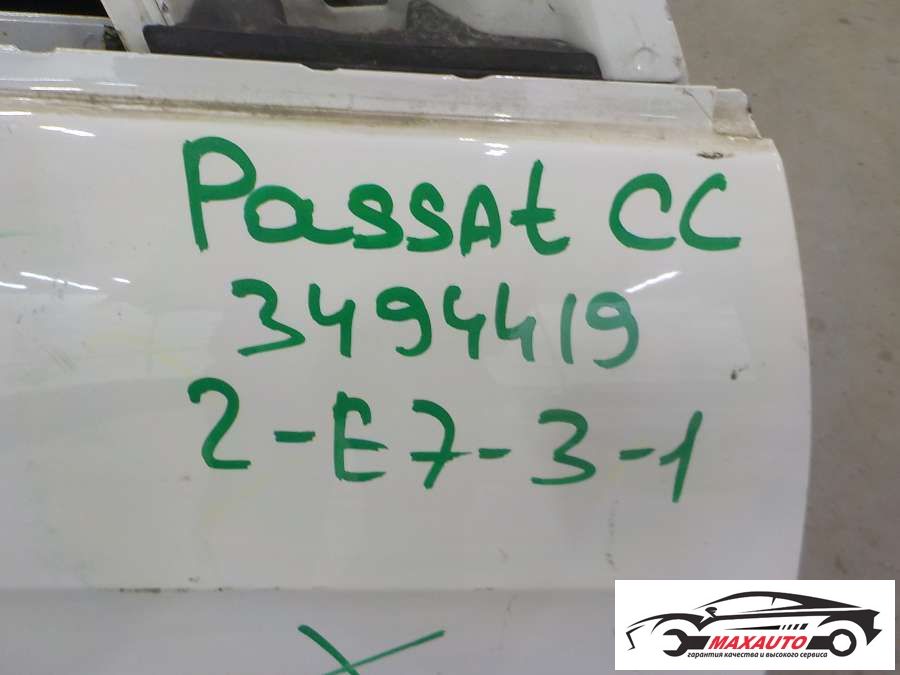 Passat CC
3494419
2-E7-3-1
MAXAUTO
гарантия качества и высокого сервиса